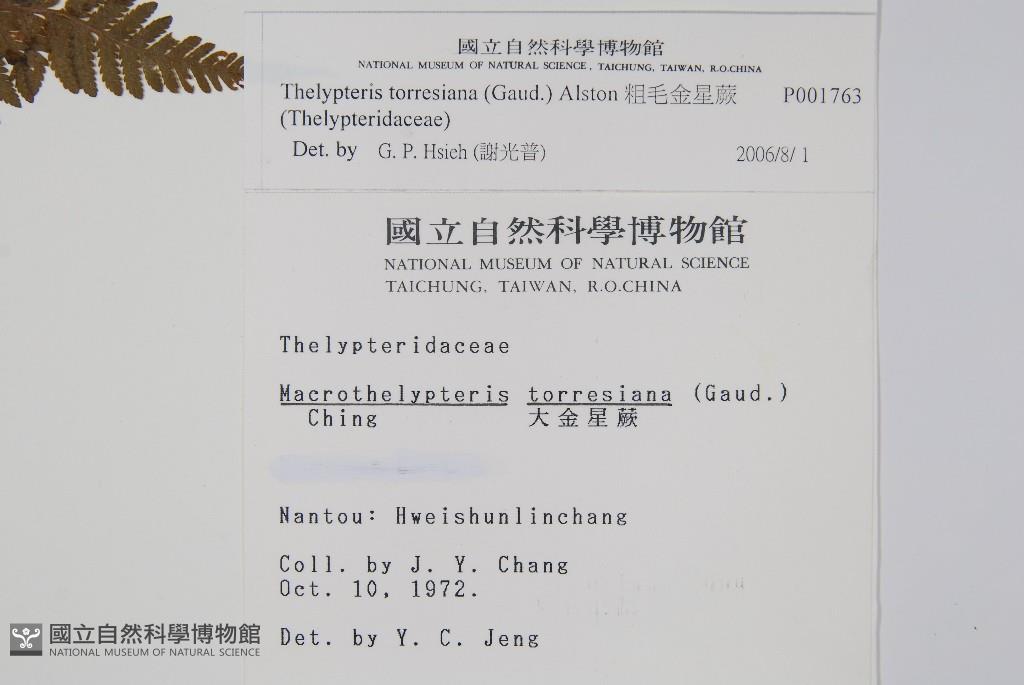 國立自然科學博物館
NATIONAL MUSEUM OF NATURAL SCIENCE, TAICHUNG, TAIWAN, R.O.CHINA
Thelypteris torresiana (Gaud.) Alston 粗毛金星蕨 P001763
(Thelypteridaceae)
Det. by G. P. Hsieh (謝光普) 2006/8/ 1
國立自然科學博物館
NATIONAL MUSEUM OF NATURAL SCIENCE
TAICHUNG, TAIWAN, R.O.CHINA
Thelypteridaceae
Macrothelypteris torresiana (Gaud.)
Ching 大金星蕨
Nantou: Hweishunlinchang
Coll. by J. Y. Chang
Oct. 10, 1972.
Det. by Y. C. Jeng
國立自然科學博物館
NATIONAL MUSEUM OF NATURAL SCIENCE